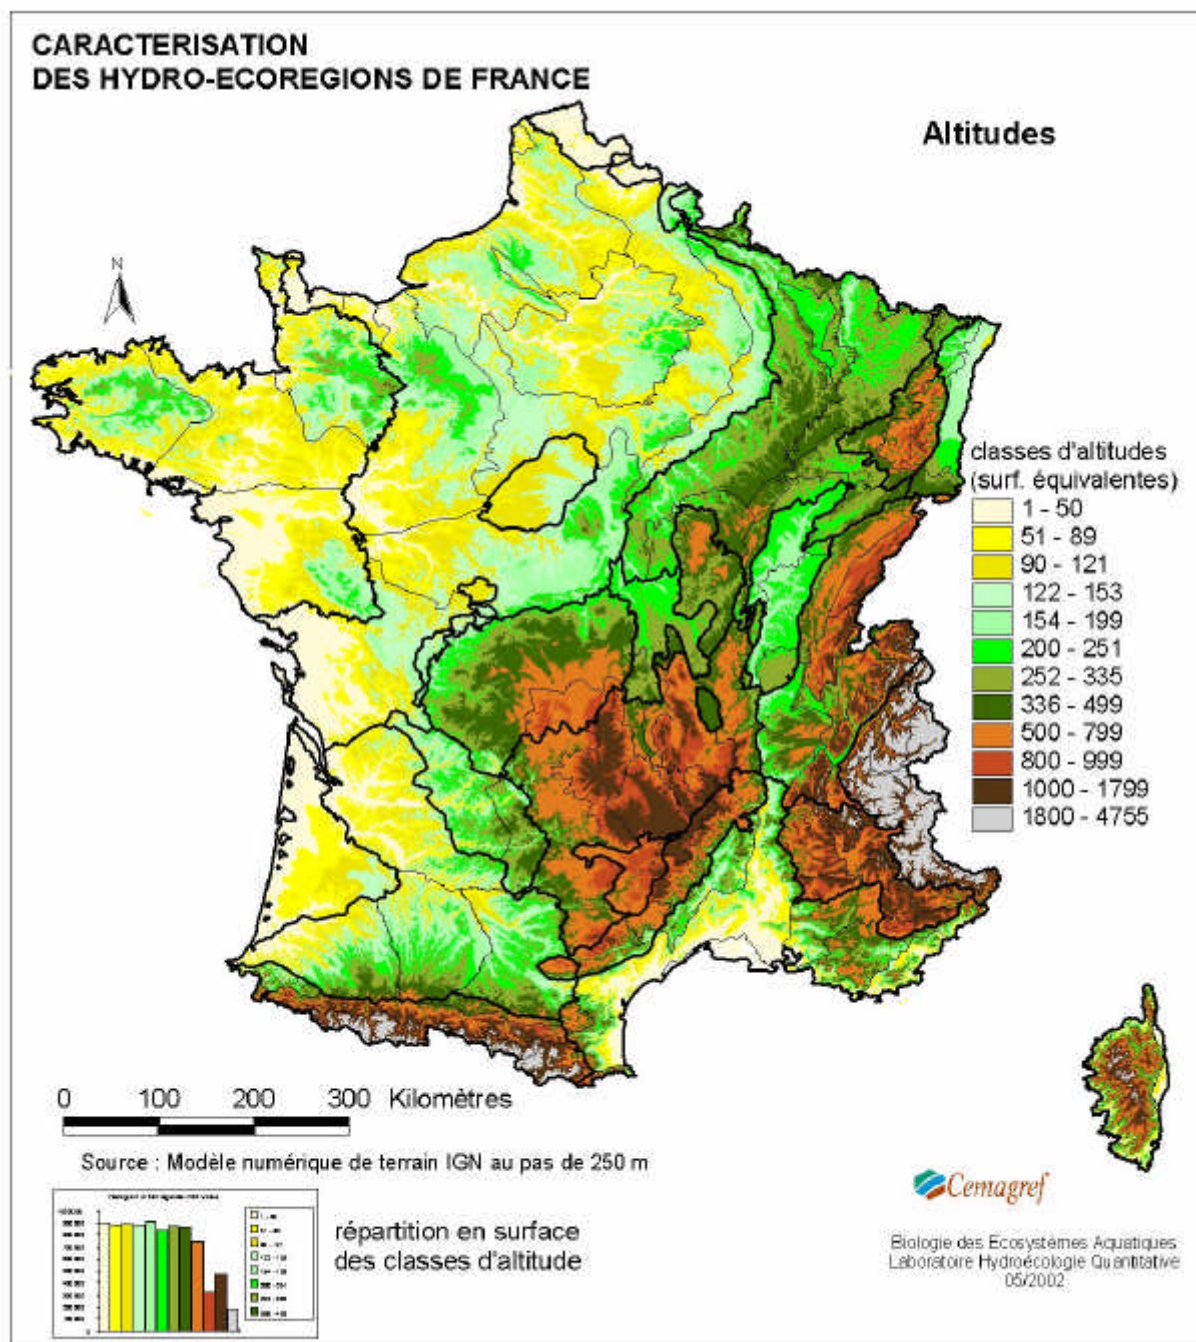 CARACTERISATION
DES HYDRO-ECOREGIONS DE FRANCE
Altitudes
N
classes d'altitudes
(surf. équivalentes)
1 - 50
51 - 89
90 - 121
122 - 153
154 - 199
200 - 251
252 - 335
336 - 499
500 - 799
800 - 999
1000 - 1799
1800 - 4755
0 100 200 300 Kilomètres
Source : Modèle numérique de terrain IGN au pas de 250 m
répartition en surface
des classes d'altitude
Cemagref
Biologie des Ecosystèmes Aquatiques
Laboratoire Hydroécologie Quantitative
05/2002